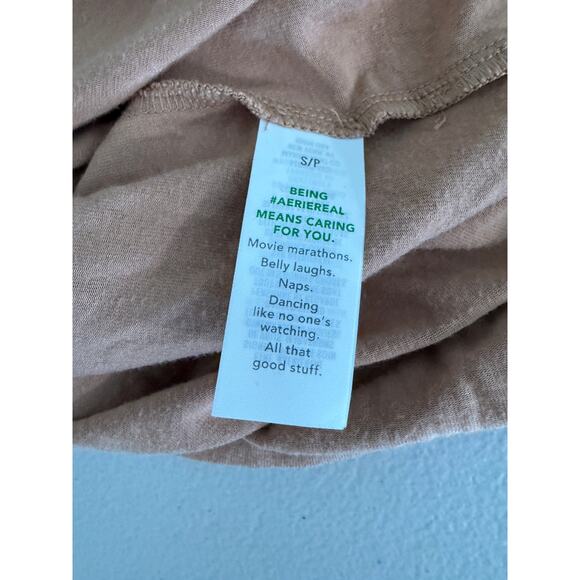 S/P
BEING
#AERIEREAL
MEANS CARING
FOR YOU.
Movie marathons.
Belly laughs.
Naps.
Dancing
like no one's
watching.
All that
good stuff.